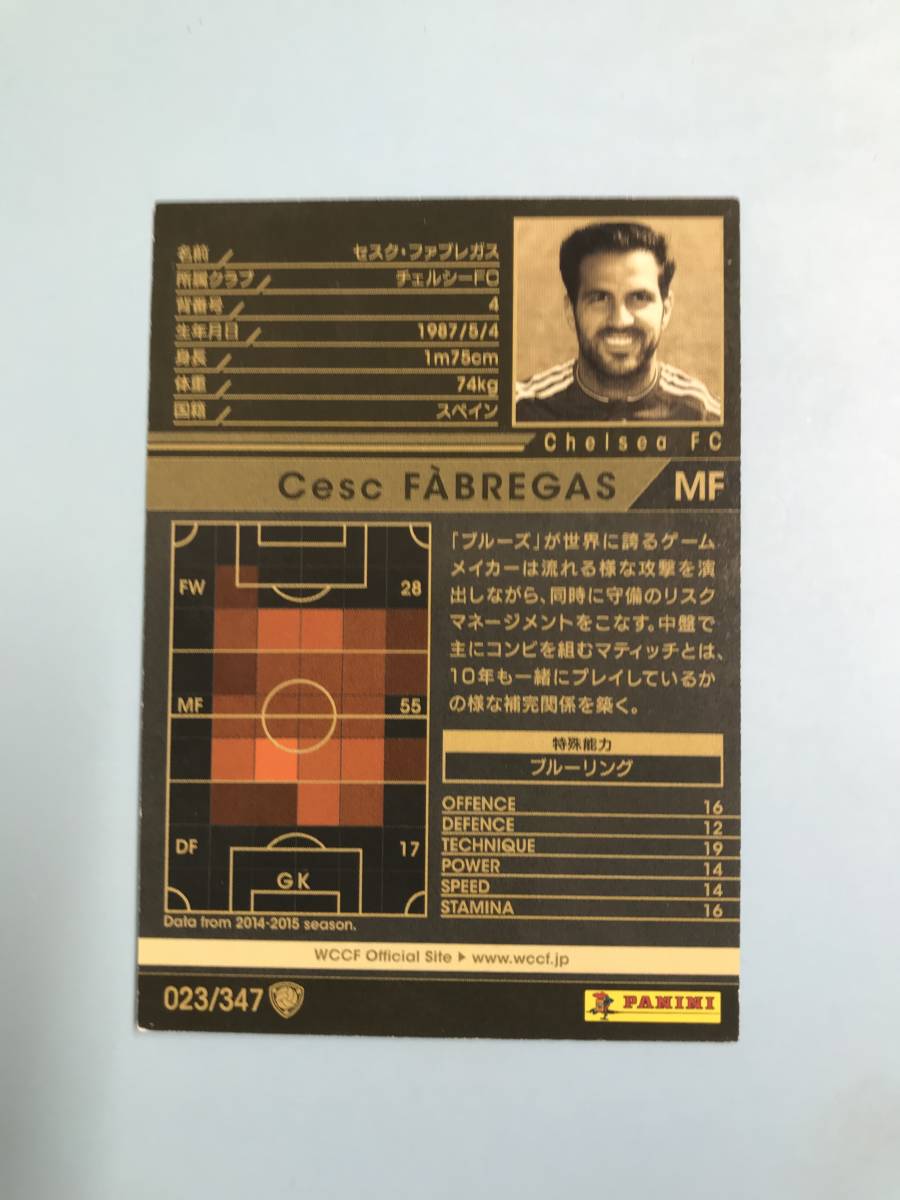 名前 セスク・ファブレガス
所属クラブ チェルシーFC
背番号 4
生年月日 1987/5/4
身長 1m75cm
体重 74kg
国籍 スペイン
Chelsea FC
Cesc FÀBREGAS MF
FW 28
MF 55
DF 17
GK
Data from 2014-2015 season.
「ブルーズ」が世界に誇るゲーム
メイカーは流れる様な攻撃を演
出しながら、同時に守備のリスク
マネージメントをこなす。中盤で
主にコンビを組むマティッチとは、
10年も一緒にプレイしているか
の様な補完関係を築く。
特殊能力
ブルーリング
OFFENCE 16
DEFENCE 12
TECHNIQUE 19
POWER 14
SPEED 14
STAMINA 16
WCCF Official Site ▶ www.wccf.jp
023/347
PANINI